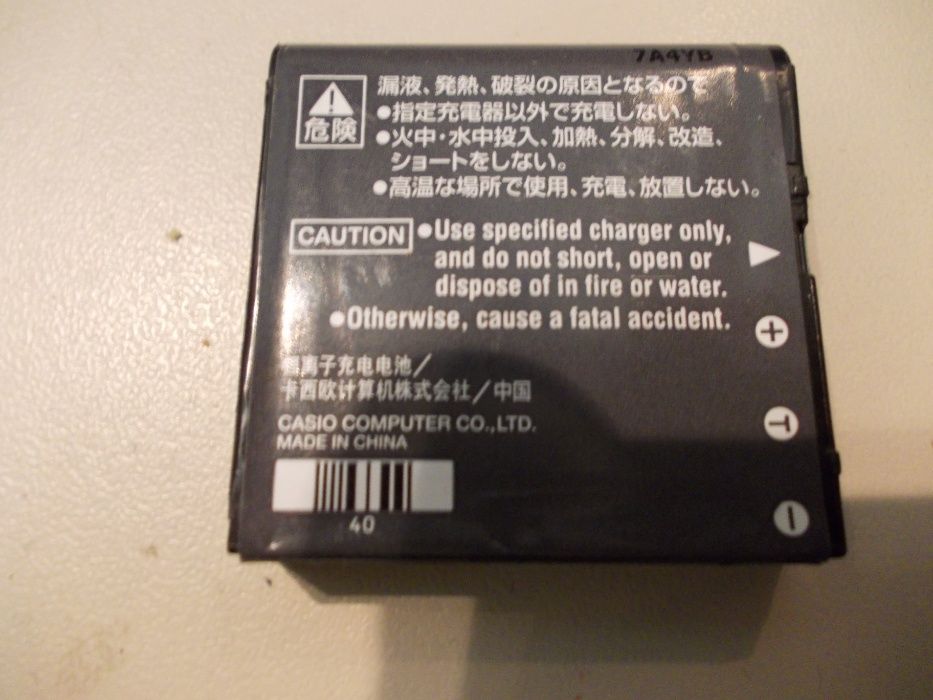 7A4YB
漏液、発熱、破裂の原因となるので
危険
●指定充電器以外で充電しない。
●火中・水中投入、加熱、分解、改造、
ショートをしない。
●高温な場所で使用、充電、放置しない。
CAUTION
●Use specified charger only,
and do not short, open or
dispose of in fire or water.
●Otherwise, cause a fatal accident.
锂离子充电电池/
卡西欧计算机株式会社/中国
CASIO COMPUTER CO.,LTD.
MADE IN CHINA
40
+
T
−